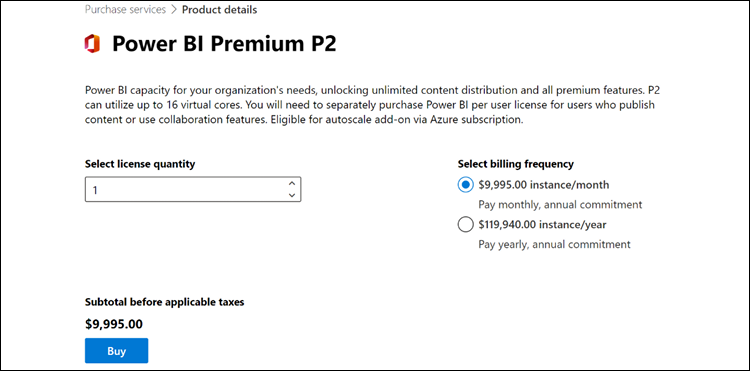 Purchase services > Product details
Power BI Premium P2
Power BI capacity for your organization's needs, unlocking unlimited content distribution and all premium features. P2
can utilize up to 16 virtual cores. You will need to separately purchase Power BI per user license for users who publish
content or use collaboration features. Eligible for autoscale add-on via Azure subscription.
Select license quantity
1
Select billing frequency
$9,995.00 instance/month
Pay monthly, annual commitment
$119,940.00 instance/year
Pay yearly, annual commitment
Subtotal before applicable taxes
$9,995.00
Buy